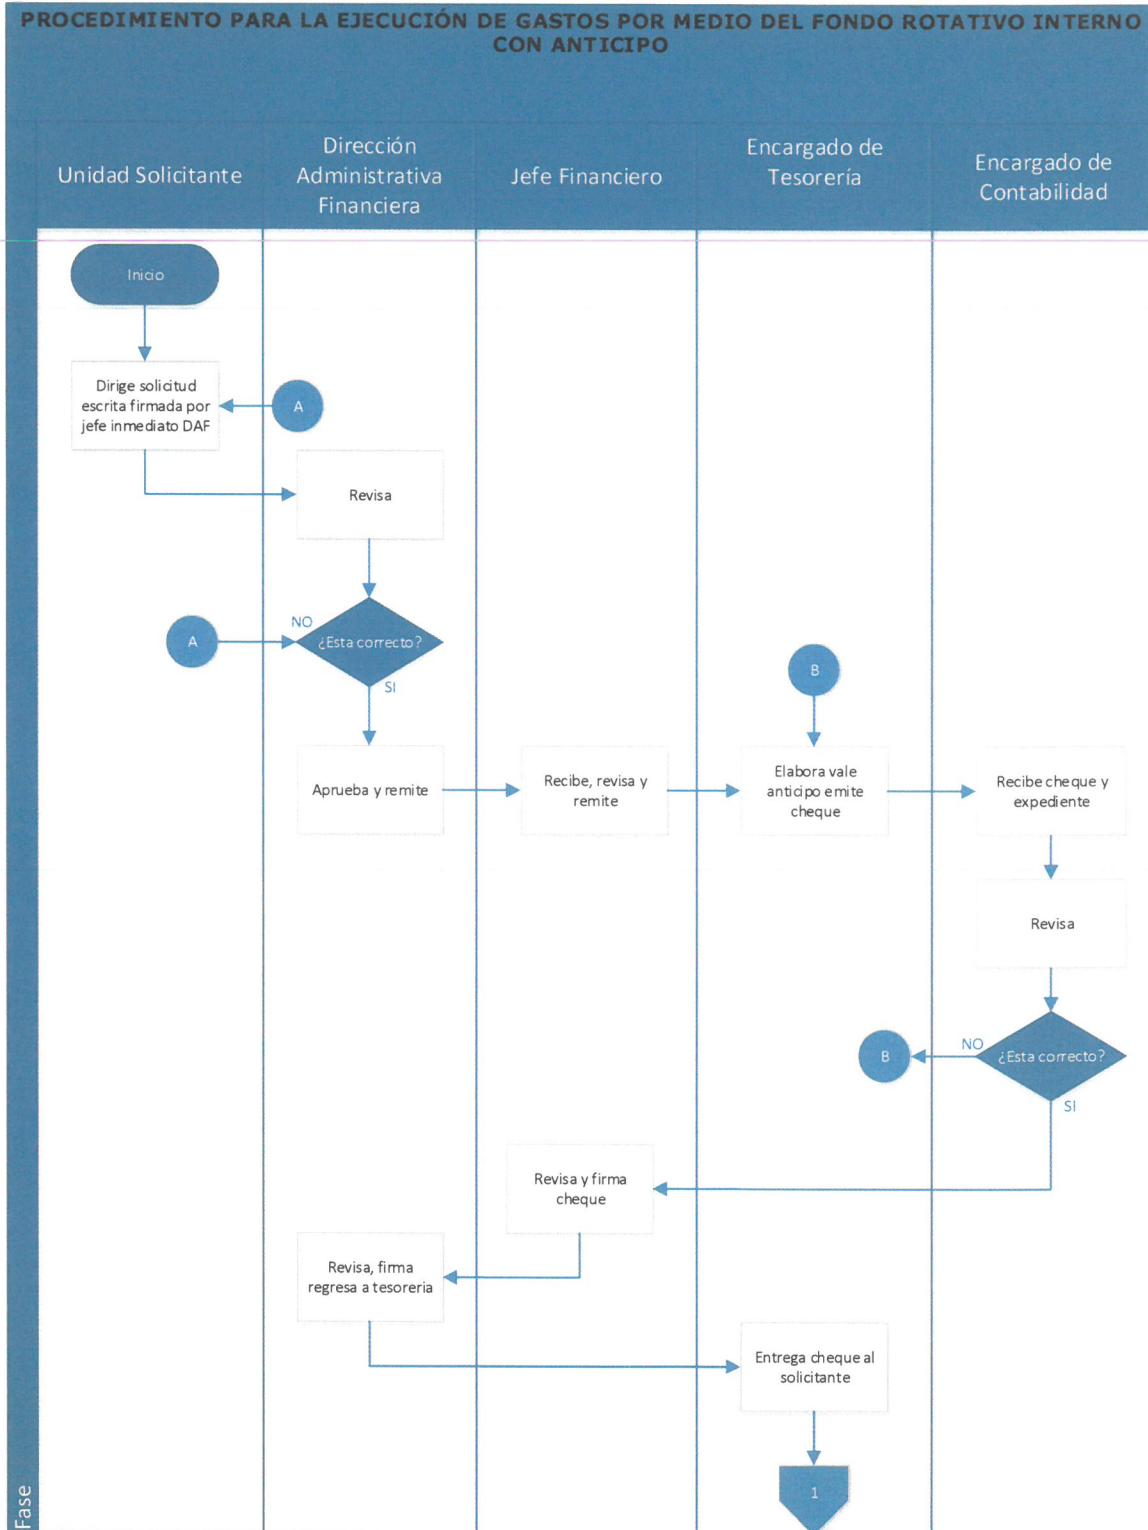 PROCEDIMIENTO PARA LA EJECUCIÓN DE GASTOS POR MEDIO DEL FONDO ROTATIVO INTERNO
CON ANTICIPO
Unidad Solicitante
Dirección
Administrativa
Financiera
Jefe Financiero
Encargado de
Tesorería
Encargado de
Contabilidad
Inicio
Dirige solicitud
escrita firmada por
jefe inmediato DAF
A
Revisa
A
NO
¿Esta correcto?
SI
B
Aprueba y remite
Recibe, revisa y
remite
Elabora vale
anticipo emite
cheque
Recibe cheque y
expediente
Revisa
B
NO
¿Esta correcto?
SI
Revisa y firma
cheque
Revisa, firma
regresa a tesoreria
Entrega cheque al
solicitante
1
Fase